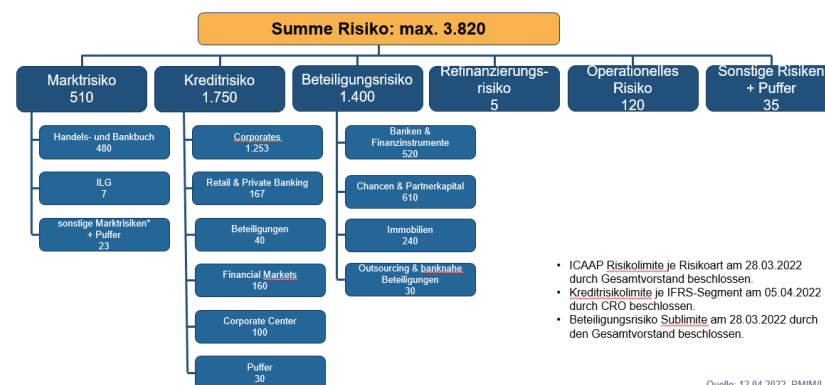 Summe Risiko: max. 3.820
Marktrisiko
510
Kreditrisiko
1.750
Beteiligungsrisiko
1.400
Refinanzierungs-
risiko
5
Operationelles
Risiko
120
Sonstige Risiken
+ Puffer
35
Handels- und Bankbuch
480
ILG
7
sonstige Marktrisiken*
+ Puffer
23
Corporates
1.253
Retail & Private Banking
167
Beteiligungen
40
Financial Markets
160
Corporate Center
100
Puffer
30
Banken &
Finanzinstrumente
520
Chancen & Partnerkapital
610
Immobilien
240
Outsourcing & banknahe
Beteiligungen
30
• ICAAP Risikolimite je Risikoart am 28.03.2022
durch Gesamtvorstand beschlossen.
• Kreditrisikolimite je IFRS-Segment am 05.04.2022
durch CRO beschlossen.
• Beteiligungsrisiko Sublimite am 28.03.2022 durch
den Gesamtvorstand beschlossen.
Quelle: 12.04.2022